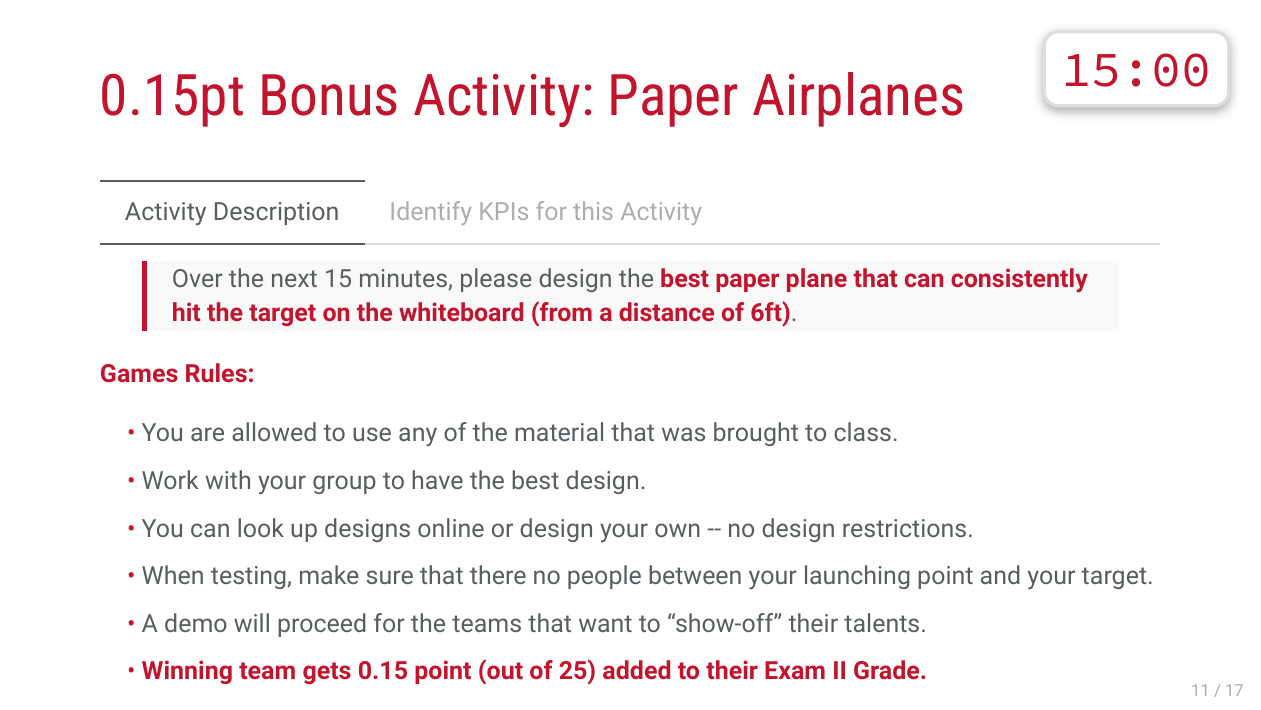 0.15pt Bonus Activity: Paper Airplanes
15:00
Activity Description
Identify KPIs for this Activity
Over the next 15 minutes, please design the best paper plane that can consistently
hit the target on the whiteboard (from a distance of 6ft).
Games Rules:
• You are allowed to use any of the material that was brought to class.
• Work with your group to have the best design.
• You can look up designs online or design your own -- no design restrictions.
• When testing, make sure that there no people between your launching point and your target.
• A demo will proceed for the teams that want to “show-off” their talents.
• Winning team gets 0.15 point (out of 25) added to their Exam II Grade.
11 / 17